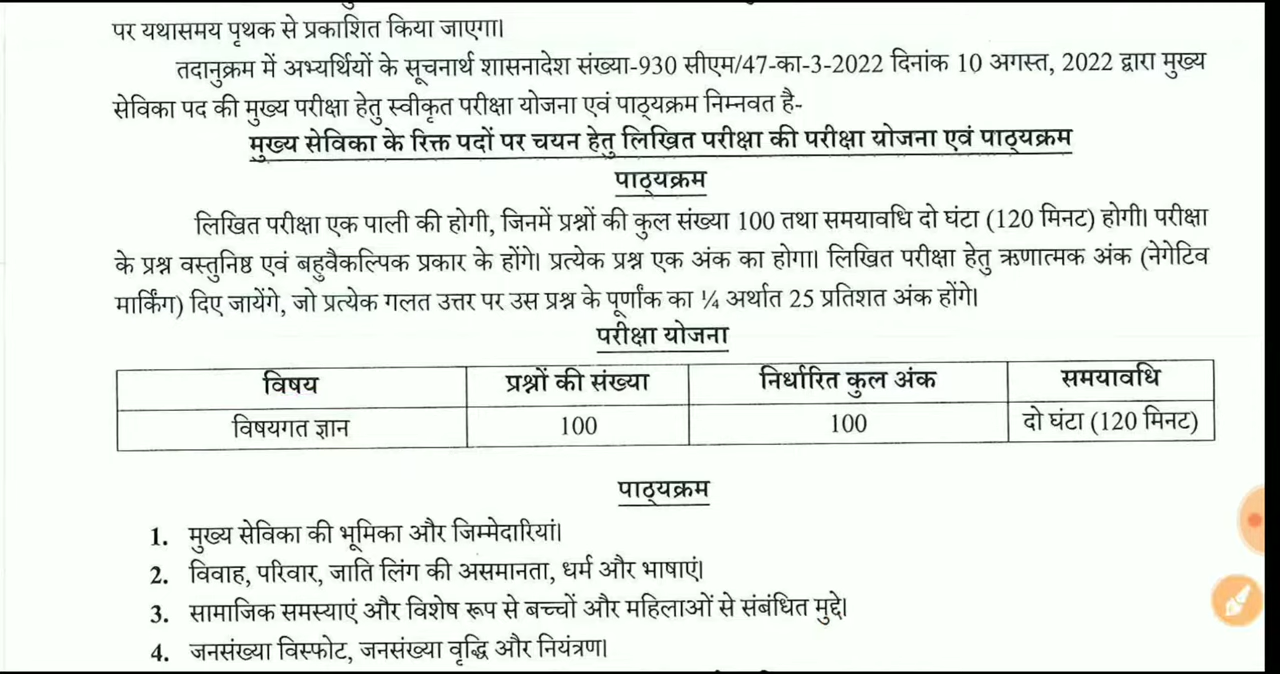 पर यथासमय पृथक से प्रकाशित किया जाएगा।
तदानुक्रम में अभ्यर्थियों के सूचनार्थ शासनादेश संख्या-930 सीएम/47-का-3-2022 दिनांक 10 अगस्त, 2022 द्वारा मुख्य
सेविका पद की मुख्य परीक्षा हेतु स्वीकृत परीक्षा योजना एवं पाठ्यक्रम निम्नवत है-
मुख्य सेविका के रिक्त पदों पर चयन हेतु लिखित परीक्षा की परीक्षा योजना एवं पाठ्यक्रम
पाठ्यक्रम
लिखित परीक्षा एक पाली की होगी, जिनमें प्रश्नों की कुल संख्या 100 तथा समयावधि दो घंटा (120 मिनट) होगी। परीक्षा
के प्रश्न वस्तुनिष्ठ एवं बहुवैकल्पिक प्रकार के होंगे। प्रत्येक प्रश्न एक अंक का होगा। लिखित परीक्षा हेतु ऋणात्मक अंक (नेगेटिव
मार्किंग) दिए जायेंगे, जो प्रत्येक गलत उत्तर पर उस प्रश्न के पूर्णांक का ¼ अर्थात 25 प्रतिशत अंक होंगे।
परीक्षा योजना
विषय प्रश्नों की संख्या निर्धारित कुल अंक समयावधि
विषयगत ज्ञान 100 100 दो घंटा (120 मिनट)
पाठ्यक्रम
1. मुख्य सेविका की भूमिका और जिम्मेदारियां।
2. विवाह, परिवार, जाति लिंग की असमानता, धर्म और भाषाएं।
3. सामाजिक समस्याएं और विशेष रूप से बच्चों और महिलाओं से संबंधित मुद्दे।
4. जनसंख्या विस्फोट, जनसंख्या वृद्धि और नियंत्रण।